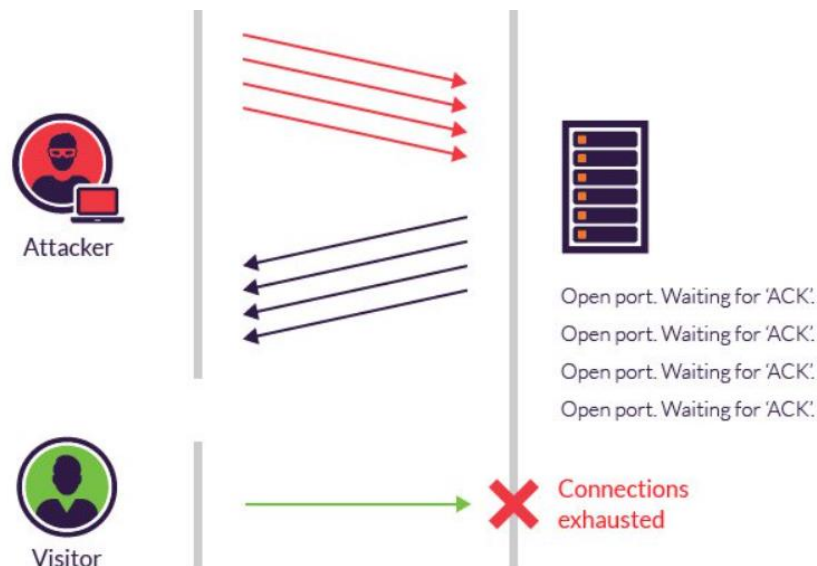 Attacker
Open port. Waiting for ‘ACK’.
Open port. Waiting for ‘ACK’.
Open port. Waiting for ‘ACK’.
Open port. Waiting for ‘ACK’.
Connections
exhausted
Visitor